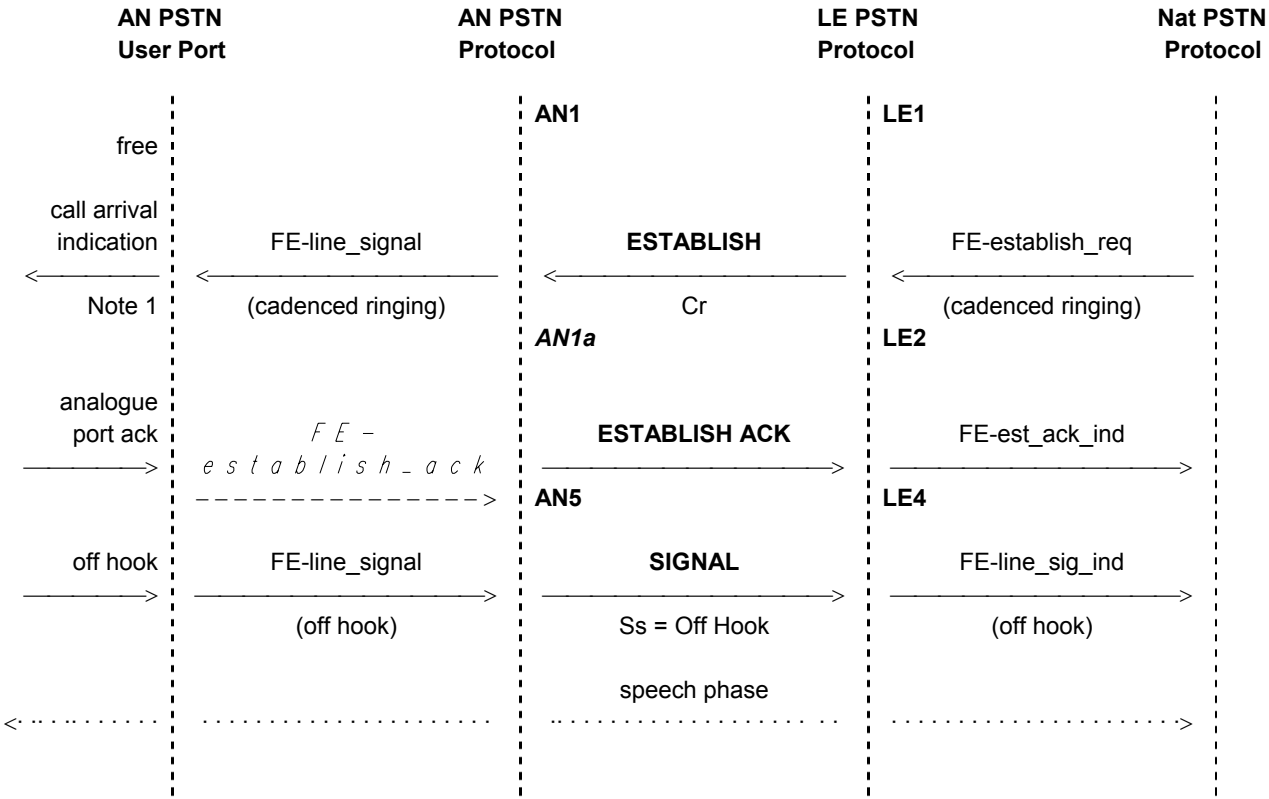 AN PSTN AN PSTN LE PSTN Nat PSTN
User Port Protocol Protocol Protocol
AN1 LE1
free
call arrival
indication FE-line_signal ESTABLISH FE-establish_req
Note 1 (cadenced ringing) Cr (cadenced ringing)
AN1a LE2
analogue
port ack FE- ESTABLISH ACK FE-est_ack_ind
establish_ack
AN5 LE4
off hook FE-line_signal SIGNAL FE-line_sig_ind
(off hook) Ss = Off Hook (off hook)
speech phase